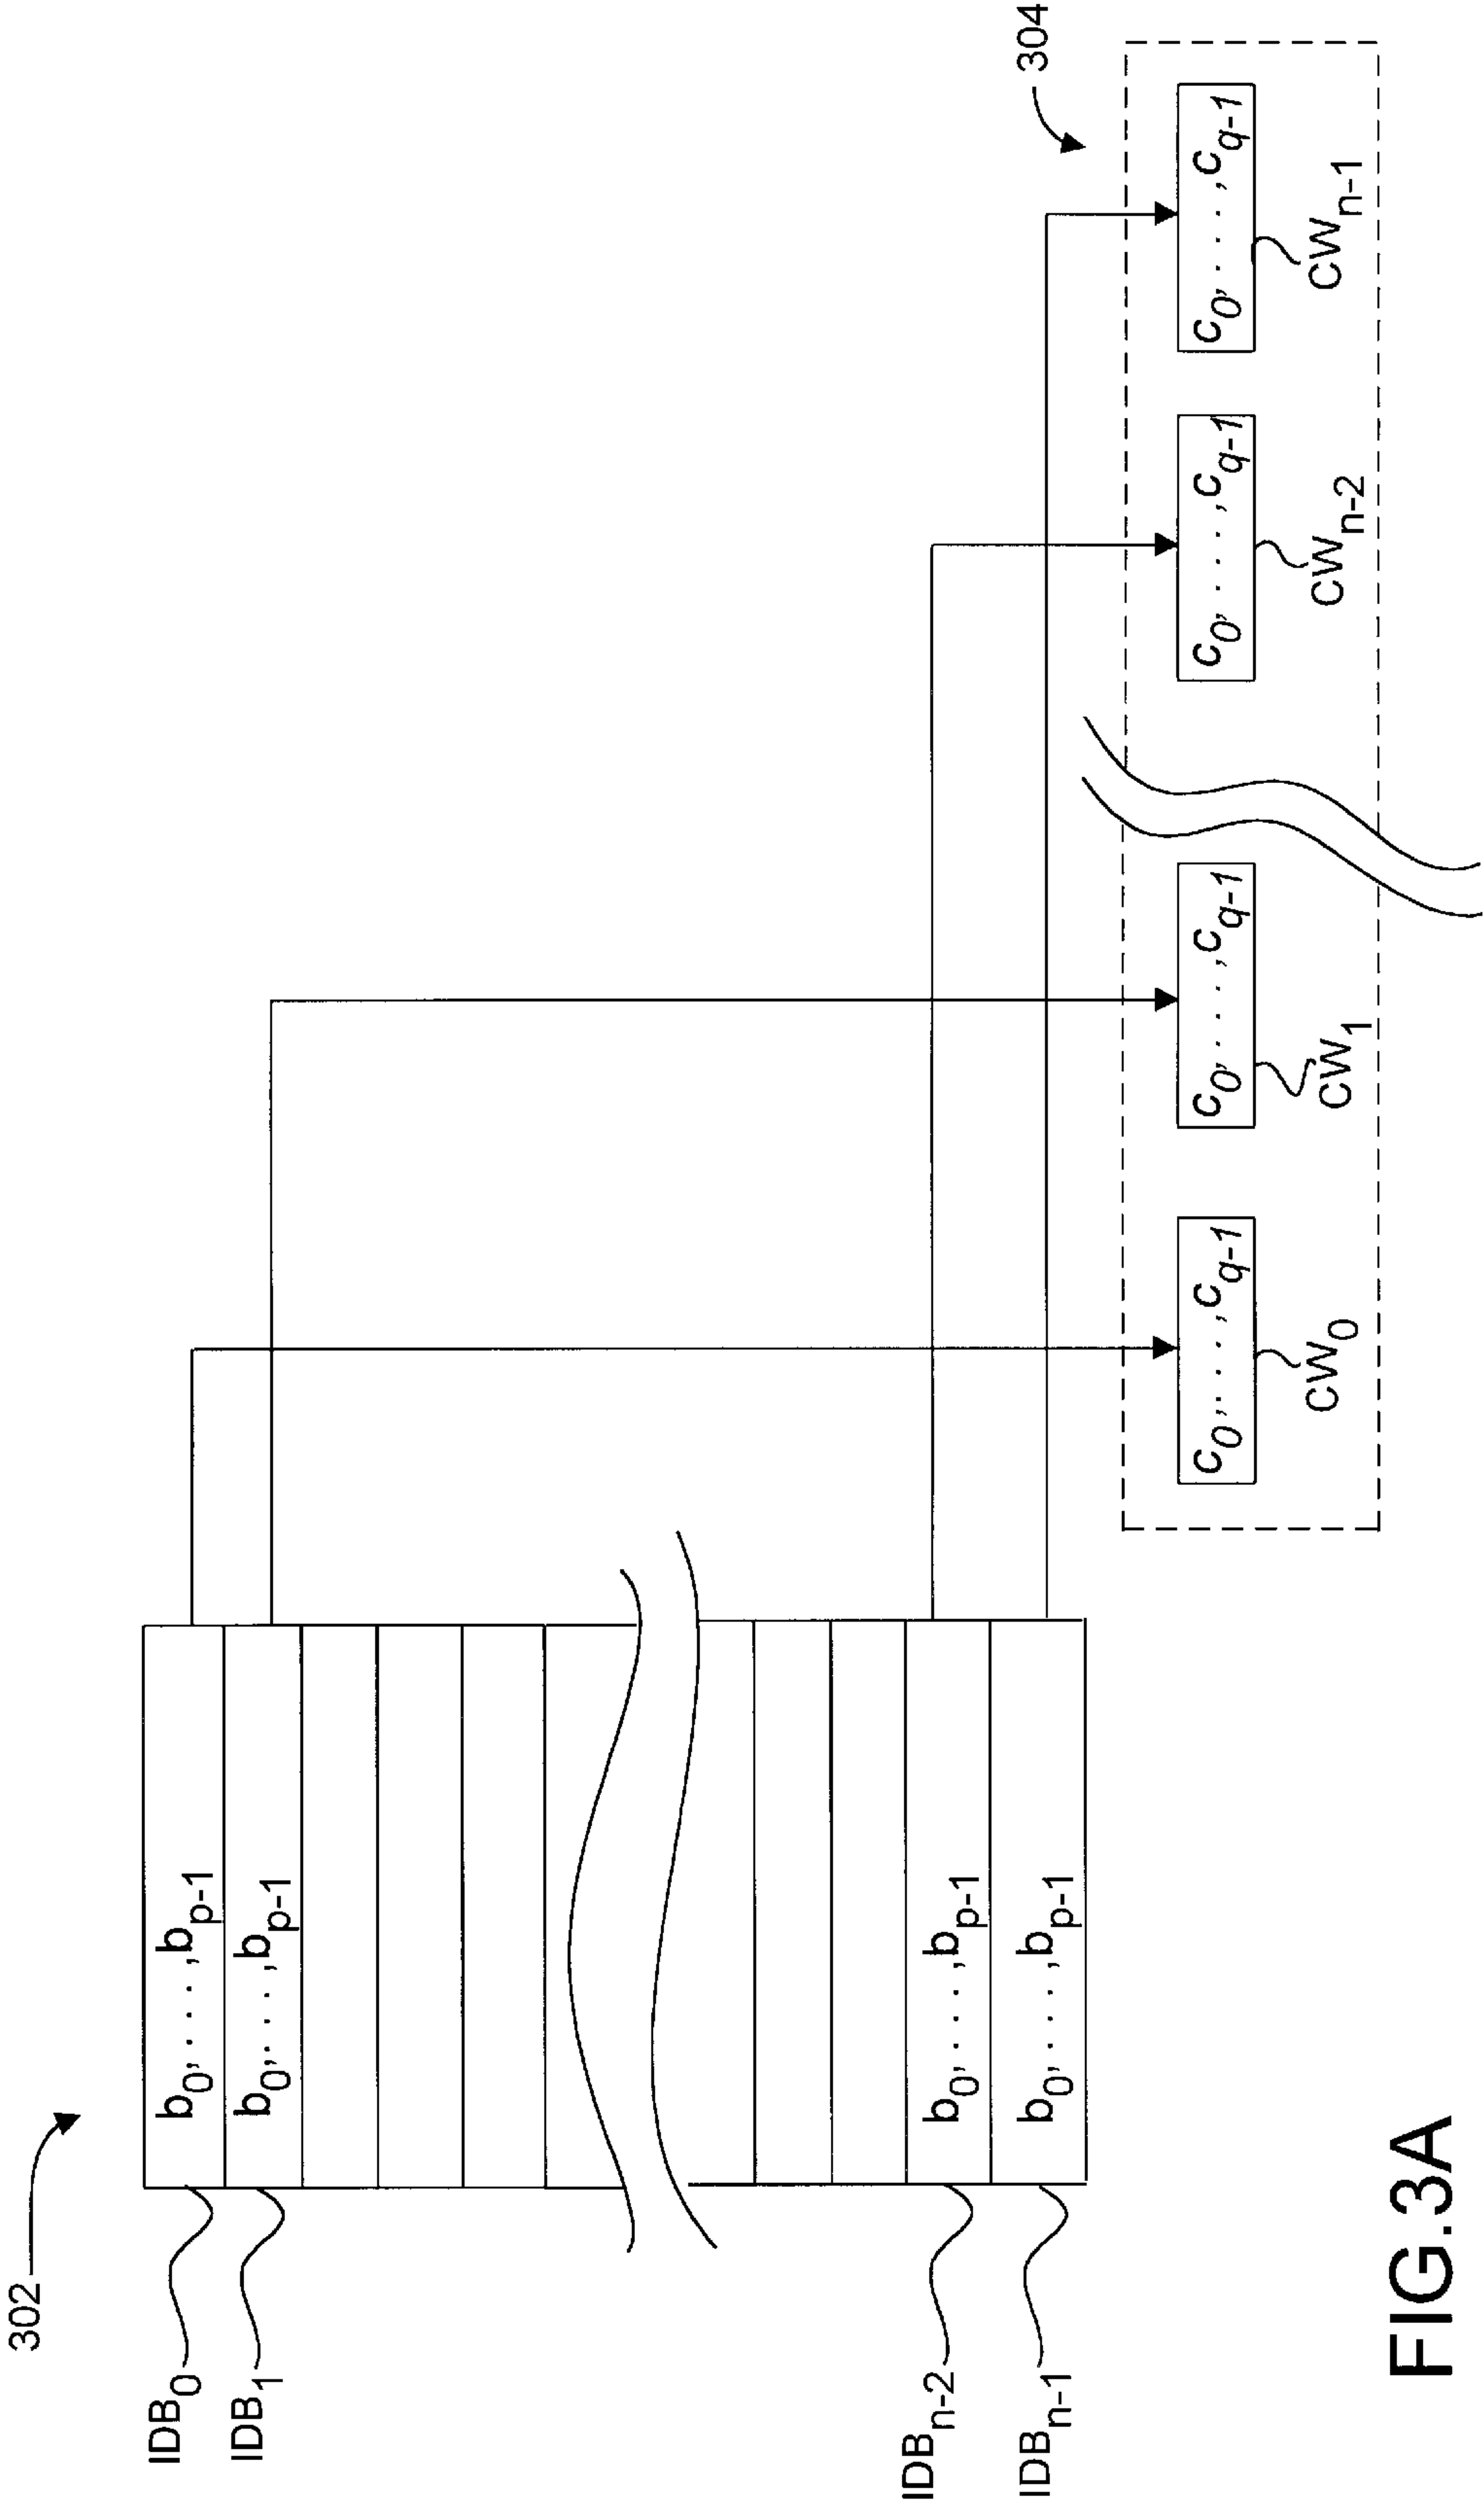 302
IDB0
b0,...,bp-1
IDB1
b0,...,bp-1
IDBn-2
b0,...,bp-1
IDBn-1
b0,...,bp-1
304
c0,...,cq-1
c0,...,cq-1
c0,...,cq-1
c0,...,cq-1
CW0
CW1
CWn-2
CWn-1
FIG.3A